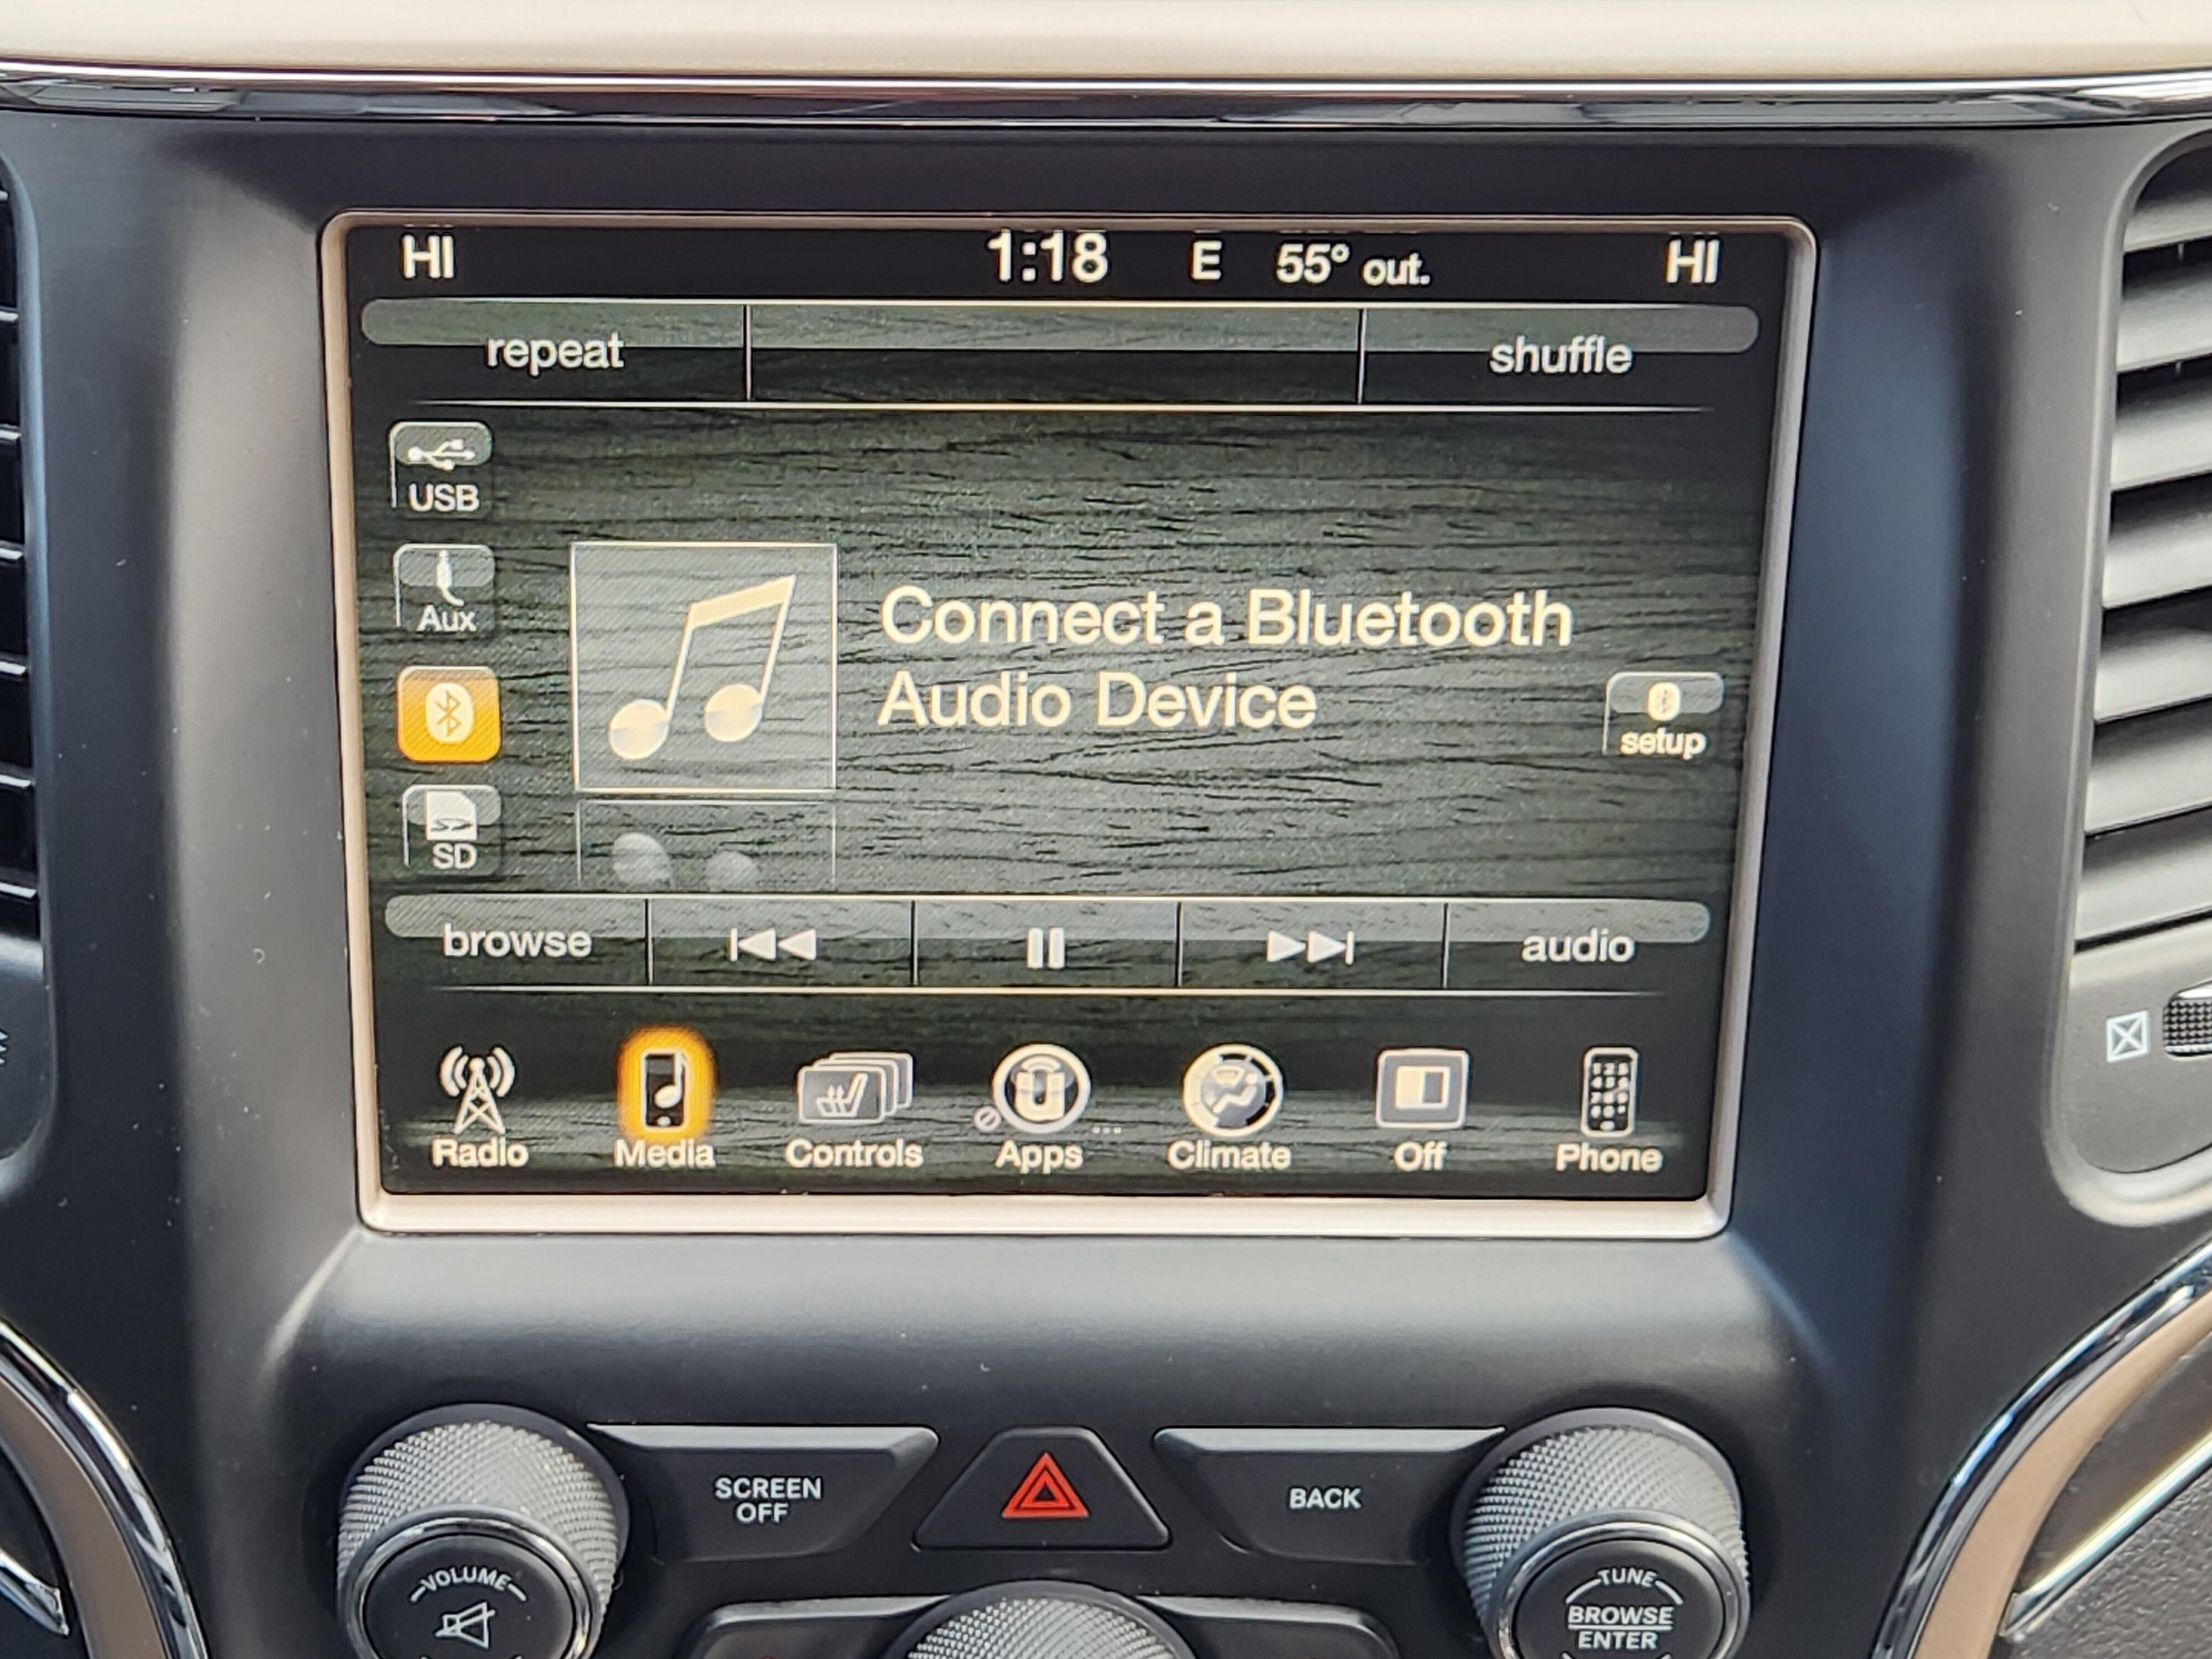 HI 1:18 E 55° out. HI
repeat shuffle
USB
Aux
Connect a Bluetooth
Audio Device
setup
SD
browse audio
Radio Media Controls Apps Climate Off Phone
SCREEN
OFF
BACK
VOLUME
TUNE
BROWSE
ENTER